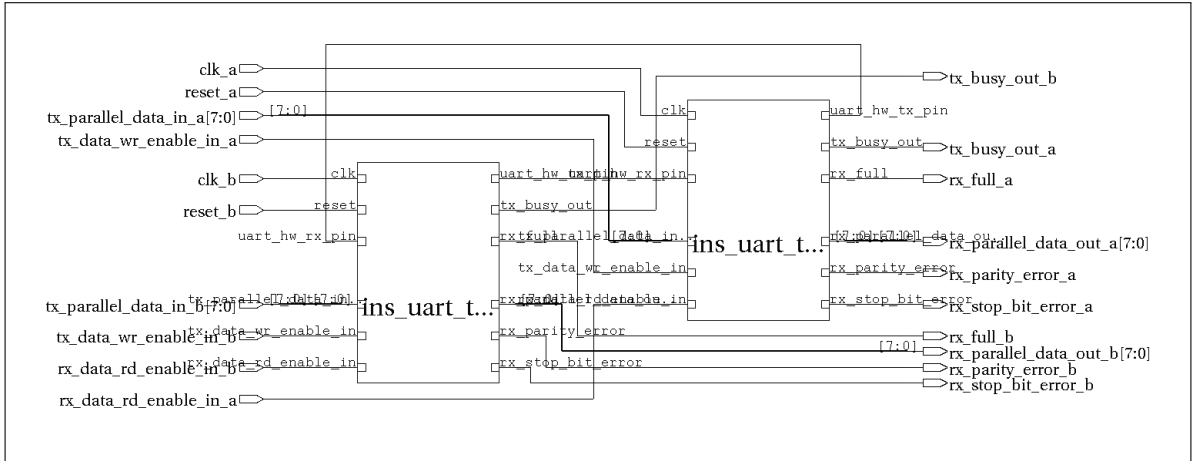 clk_a
tx_busy_out_b
reset_a
tx_parallel_data_in_a[7:0]
[7:0]
clk
uart_hw_tx_pin
tx_data_wr_enable_in_a
reset
tx_busy_out
tx_busy_out_a
clk_b
clk
rx_full
rx_full_a
reset_b
reset
tx_busy_out
uart_hw_rx_pin
ins_uart_t...
rx_parallel_data_out_a[7:0]
tx_data_wr_enable_in
rx_parity_error
rx_parity_error_a
tx_parallel_data_in_b[7:0]
ins_uart_t...
rx_stop_bit_error
rx_stop_bit_error_a
tx_data_wr_enable_in_b
tx_data_wr_enable_in
rx_parity_error
rx_full_b
[7:0]
rx_parallel_data_out_b[7:0]
rx_data_rd_enable_in_b
rx_data_rd_enable_in
rx_stop_bit_error
rx_parity_error_b
rx_stop_bit_error_b
rx_data_rd_enable_in_a